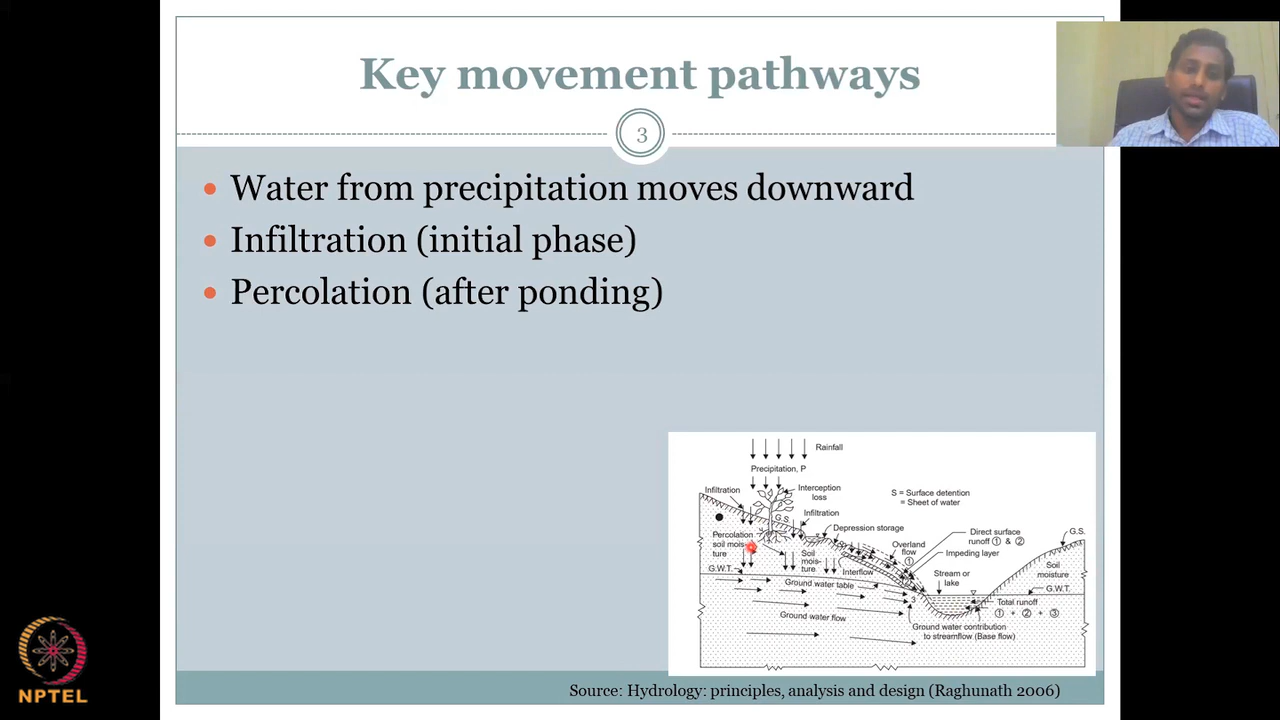 Key movement pathways
3
• Water from precipitation moves downward
• Infiltration (initial phase)
• Percolation (after ponding)
Rainfall
Precipitation, P
Infiltration
Interception
loss
S = Surface detention
= Sheet of water
G.S.
Infiltration
Depression storage
Percolation
soil mois-
ture
Soil
mois-
ture
Overland
flow
①
Direct surface
runoff ① & ②
Impeding layer
G.S.
Interflow
Stream or
lake
Soil
moisture
G.W.T.
Ground water table
G.W.T.
3
Total runoff
① + ② + ③
Ground water flow
Ground water contribution
to streamflow (Base flow)
NPTEL
Source: Hydrology: principles, analysis and design (Raghunath 2006)